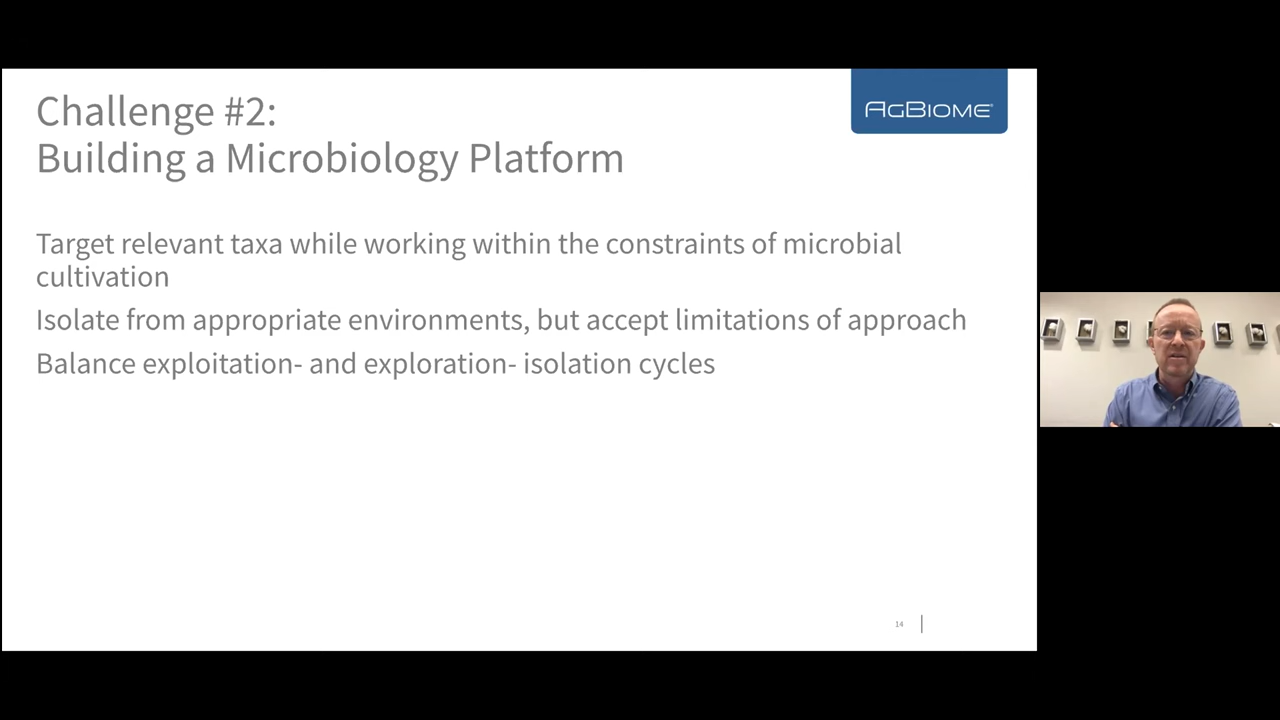 Challenge #2:
Building a Microbiology Platform
AGBIOME
Target relevant taxa while working within the constraints of microbial
cultivation
Isolate from appropriate environments, but accept limitations of approach
Balance exploitation- and exploration- isolation cycles
14